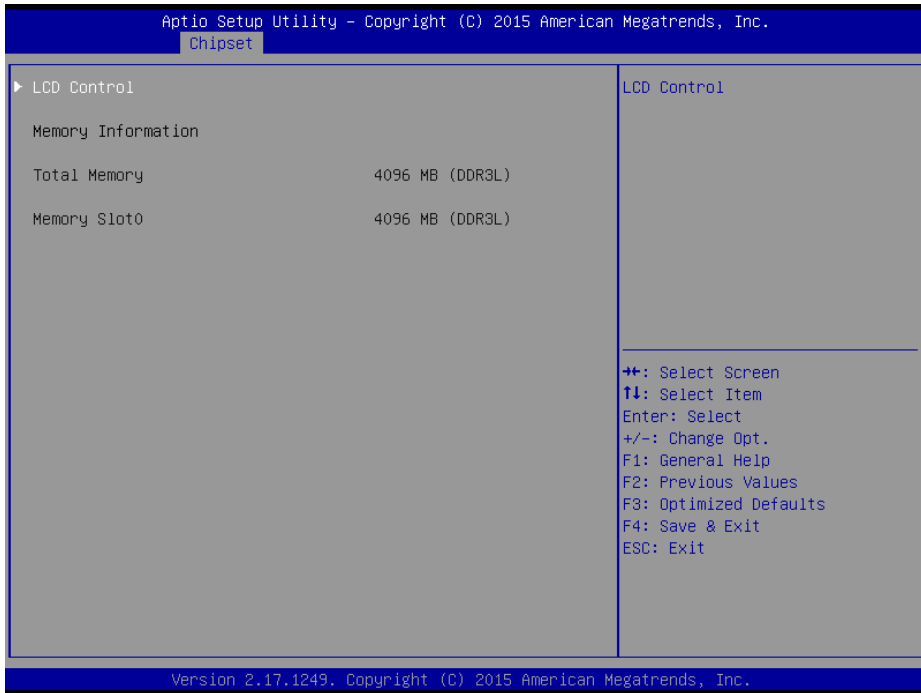 Aptio Setup Utility – Copyright (C) 2015 American Megatrends, Inc.
Chipset
▶ LCD Control
Memory Information
Total Memory 4096 MB (DDR3L)
Memory Slot0 4096 MB (DDR3L)
LCD Control
→←: Select Screen
↑↓: Select Item
Enter: Select
+/-: Change Opt.
F1: General Help
F2: Previous Values
F3: Optimized Defaults
F4: Save & Exit
ESC: Exit
Version 2.17.1249. Copyright (C) 2015 American Megatrends, Inc.